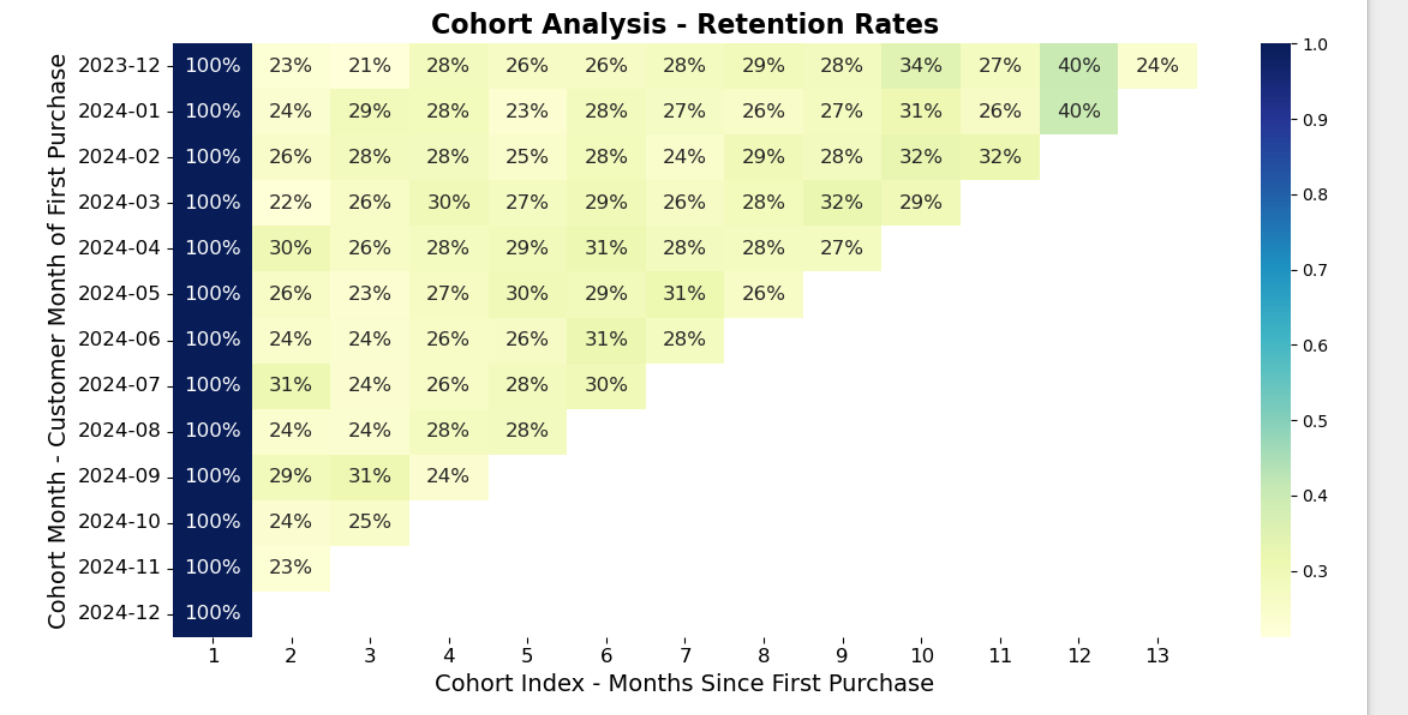 Cohort Analysis - Retention Rates
Cohort Month - Customer Month of First Purchase
2023-12 100% 23% 21% 28% 26% 26% 28% 29% 28% 34% 27% 40% 24%
2024-01 100% 24% 29% 28% 23% 28% 27% 26% 27% 31% 26% 40%
2024-02 100% 26% 28% 28% 25% 28% 24% 29% 28% 32% 32%
2024-03 100% 22% 26% 30% 27% 29% 26% 28% 32% 29%
2024-04 100% 30% 26% 28% 29% 31% 28% 28% 27%
2024-05 100% 26% 23% 27% 30% 29% 31% 26%
2024-06 100% 24% 24% 26% 26% 31% 28%
2024-07 100% 31% 24% 26% 28% 30%
2024-08 100% 24% 24% 28% 28%
2024-09 100% 29% 31% 24%
2024-10 100% 24% 25%
2024-11 100% 23%
2024-12 100%
1 2 3 4 5 6 7 8 9 10 11 12 13
Cohort Index - Months Since First Purchase
1.0
0.9
0.8
0.7
0.6
0.5
0.4
0.3